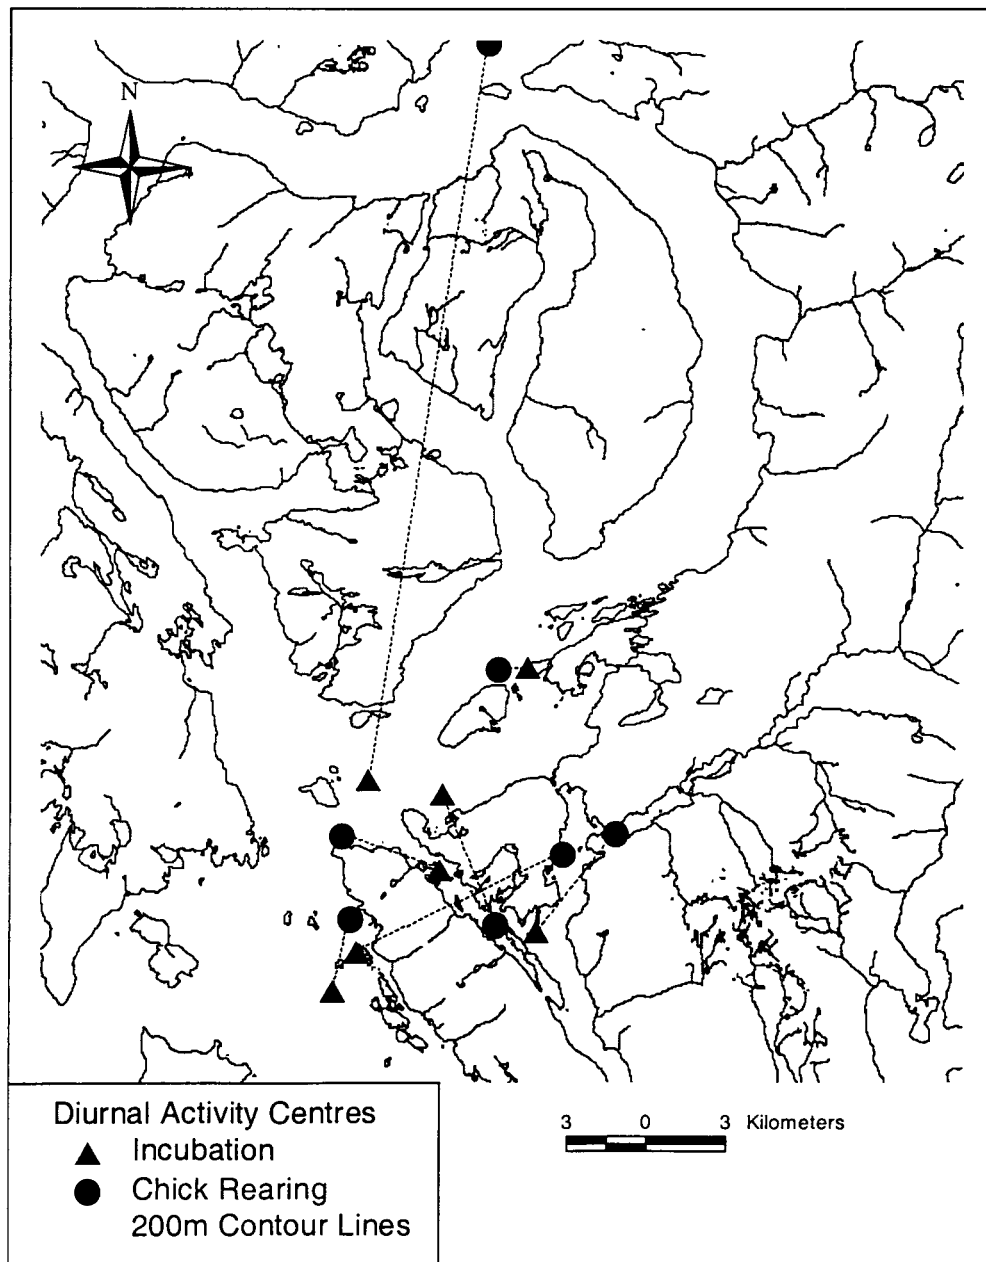 N
Diurnal Activity Centres
Incubation
Chick Rearing
200m Contour Lines
3 0 3 Kilometers